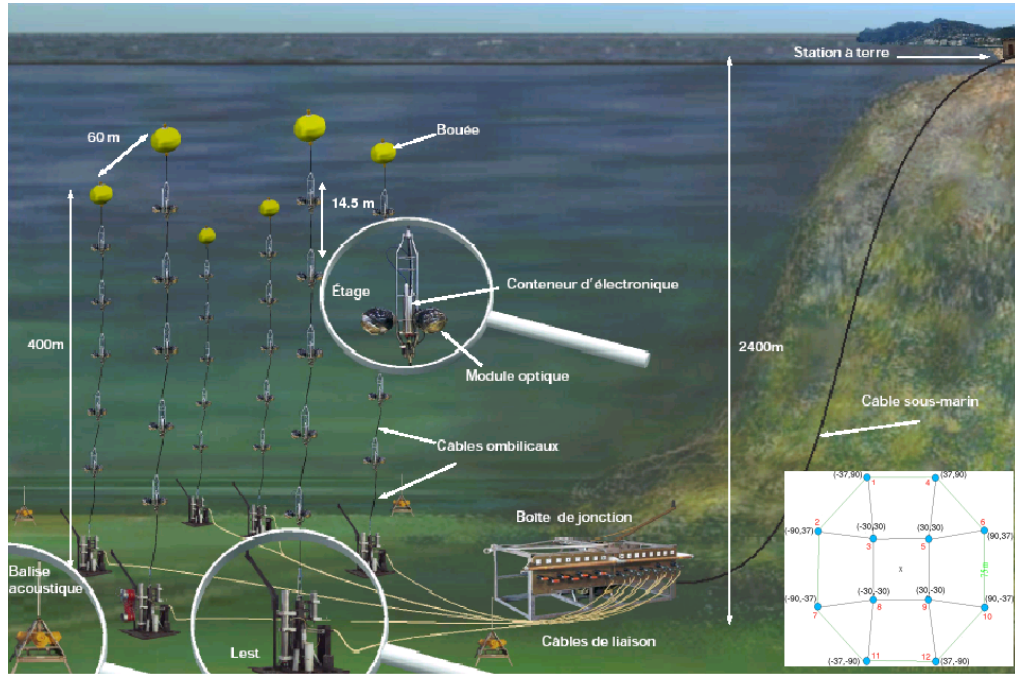 Station à terre
60 m
Bouée
14.5 m
Conteneur d'électronique
Étage
400m
2400m
Module optique
Câble sous-marin
Câbles ombilicaux
Boîte de jonction
Balise
acoustique
Lest
Câbles de liaison
(-37,90)
(37,90)
1
4
2
6
(-90,37)
(-30,30)
(30,30)
(90,37)
3
5
x
75 m
(-90,-37)
(-30,-30)
(30,-30)
(90,-37)
7
8
9
10
11
12
(-37,-90)
(37,-90)